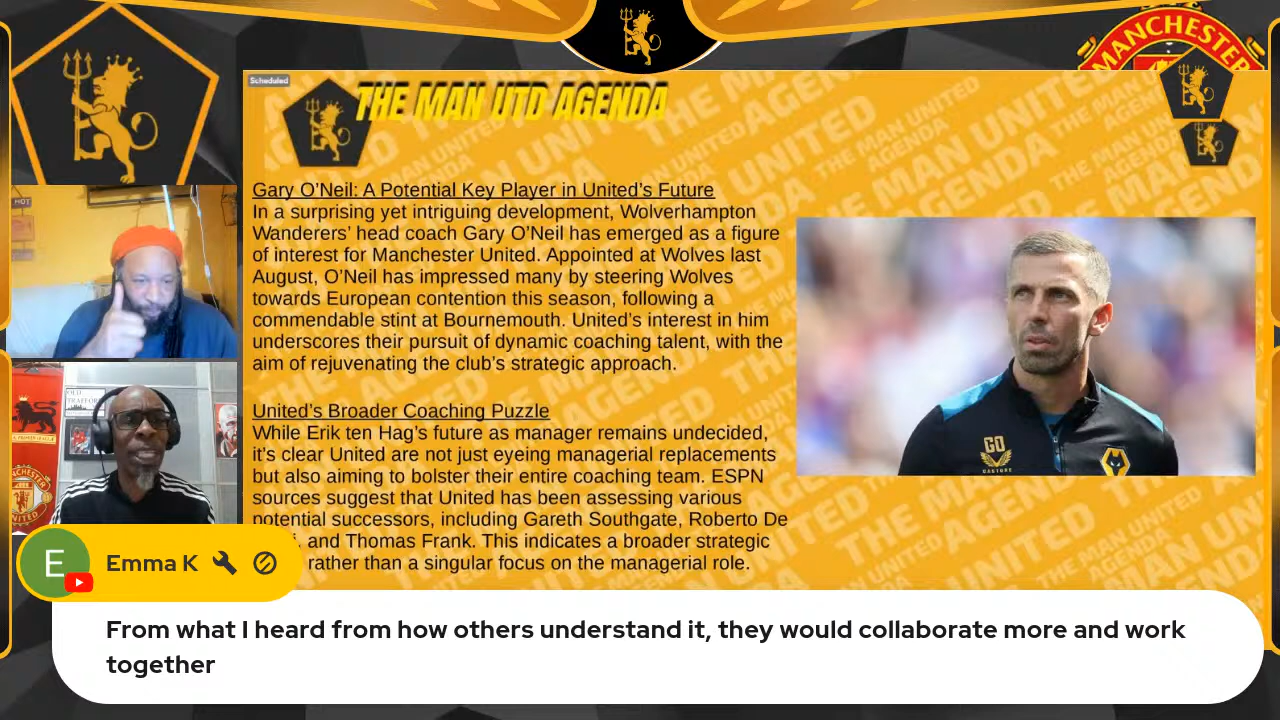 MANCHESTER
Scheduled
THE MAN UTD AGENDA
Gary O’Neil: A Potential Key Player in United’s Future
In a surprising yet intriguing development, Wolverhampton
Wanderers’ head coach Gary O’Neil has emerged as a figure
of interest for Manchester United. Appointed at Wolves last
August, O’Neil has impressed many by steering Wolves
towards European contention this season, following a
commendable stint at Bournemouth. United’s interest in him
underscores their pursuit of dynamic coaching talent, with the
aim of rejuvenating the club’s strategic approach.
United’s Broader Coaching Puzzle
While Erik ten Hag’s future as manager remains undecided,
it’s clear United are not just eyeing managerial replacements
but also aiming to bolster their entire coaching team. ESPN
sources suggest that United has been assessing various
potential successors, including Gareth Southgate, Roberto De
and Thomas Frank. This indicates a broader strategic
rather than a singular focus on the managerial role.
GO
HOT
OLD
TRAFFORD
MANCHESTER
UNITED
E
Emma K
From what I heard from how others understand it, they would collaborate more and work
together